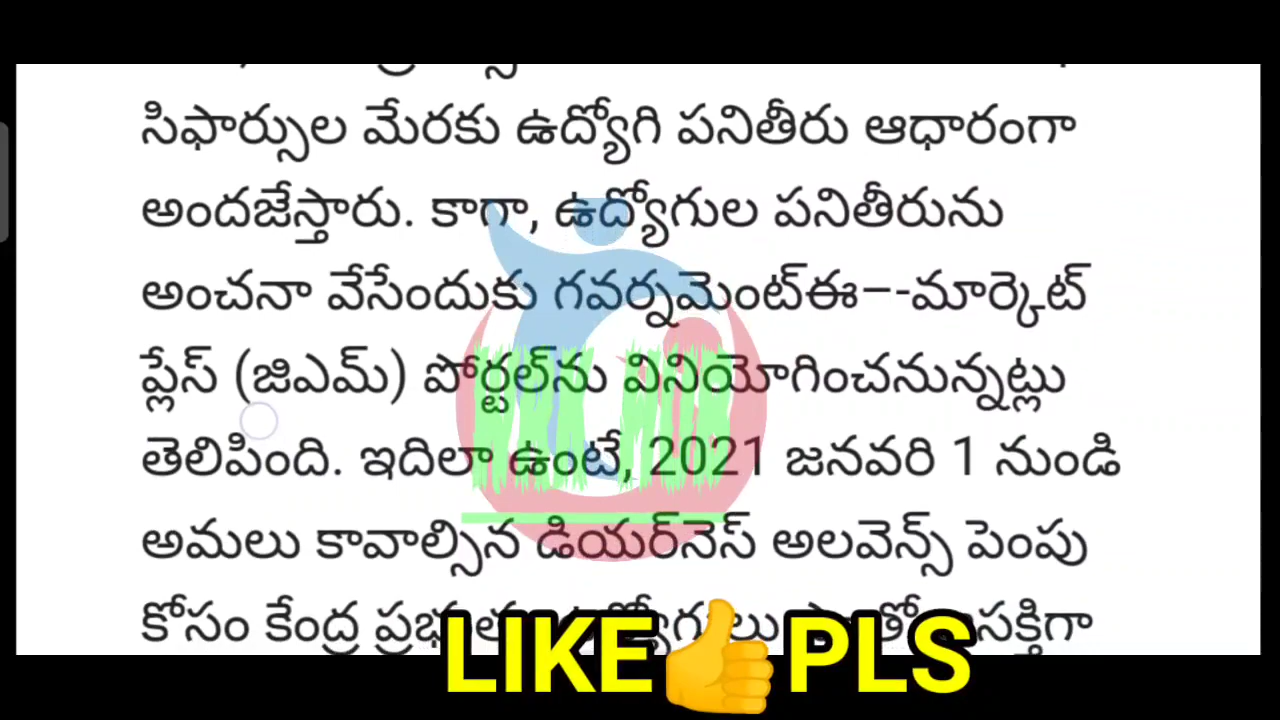 సిఫార్సుల మేరకు ఉద్యోగి పనితీరు ఆధారంగా
అందజేస్తారు. కాగా, ఉద్యోగుల పనితీరును
అంచనా వేసేందుకు గవర్నమెంట్ఈ–-మార్కెట్
ప్లేస్ (జిఎమ్) పోర్టల్‌ను వినియోగించనున్నట్లు
తెలిపింది. ఇదిలా ఉంటే, 2021 జనవరి 1 నుండి
అమలు కావాల్సిన డియర్‌నెస్ అలవెన్స్ పెంపు
కోసం కేంద్ర
LIKE👍PLS